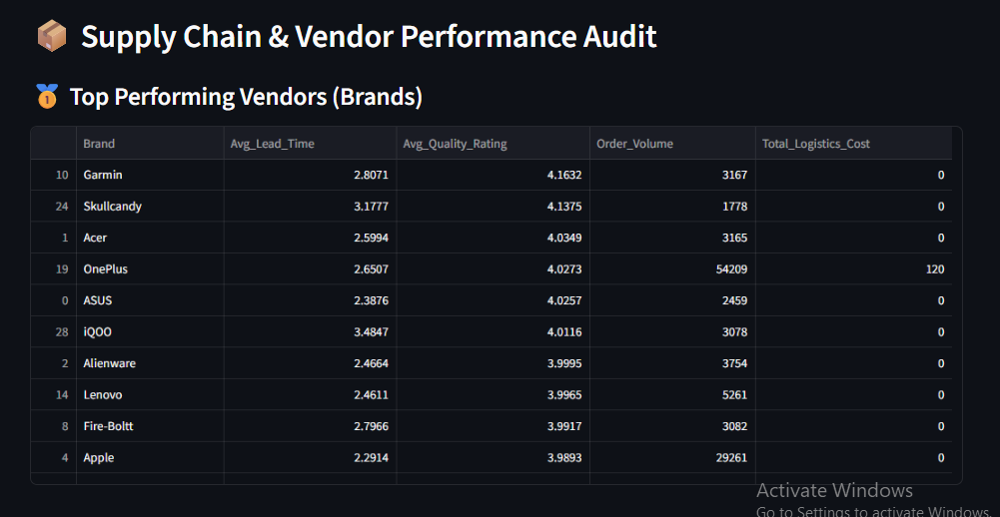 📦 Supply Chain & Vendor Performance Audit
🥇 Top Performing Vendors (Brands)
Brand Avg_Lead_Time Avg_Quality_Rating Order_Volume Total_Logistics_Cost
10 Garmin 2.8071 4.1632 3167 0
24 Skullcandy 3.1777 4.1375 1778 0
1 Acer 2.5994 4.0349 3165 0
19 OnePlus 2.6507 4.0273 54209 120
0 ASUS 2.3876 4.0257 2459 0
28 iQOO 3.4847 4.0116 3078 0
2 Alienware 2.4664 3.9995 3754 0
14 Lenovo 2.4611 3.9965 5261 0
8 Fire-Boltt 2.7966 3.9917 3082 0
4 Apple 2.2914 3.9893 29261 0
Activate Windows
Go to Settings to activate Windows.